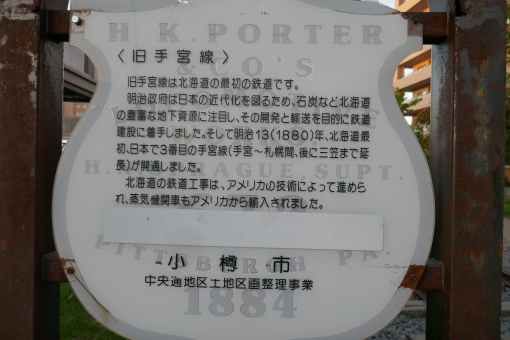 H.K.PORTER
〈旧手宮線〉
& CO'S
旧手宮線は北海道の最初の鉄道です。
明治政府は日本の近代化を図るため、石炭など北海道
の豊富な地下資源に注目し、その開発と輸送を目的に鉄道
建設に着手しました。そして明治13(1880)年、北海道最
初、日本で3番目の手宮線(手宮〜札幌間、後に三笠まで延
長)が開通しました。
SUPT.
北海道の鉄道工事は、アメリカの技術によって進めら
れ、蒸気機関車もアメリカから輸入されました。
PITTSBURGH PA.
小樽市
中央通地区土地区画整理事業
1884